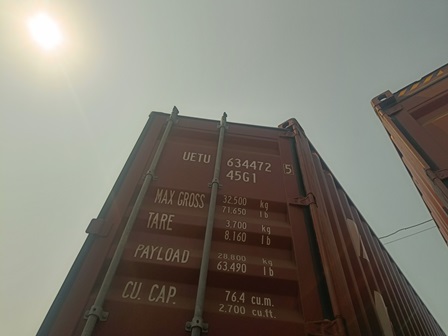 UETU 634472 5
45G1
MAX GROSS 32,500 kg
71,650 lb
TARE 3,700 kg
8,160 lb
PAYLOAD 28,800 kg
63,490 lb
CU. CAP. 76.4 cu.m.
2,700 cu.ft.